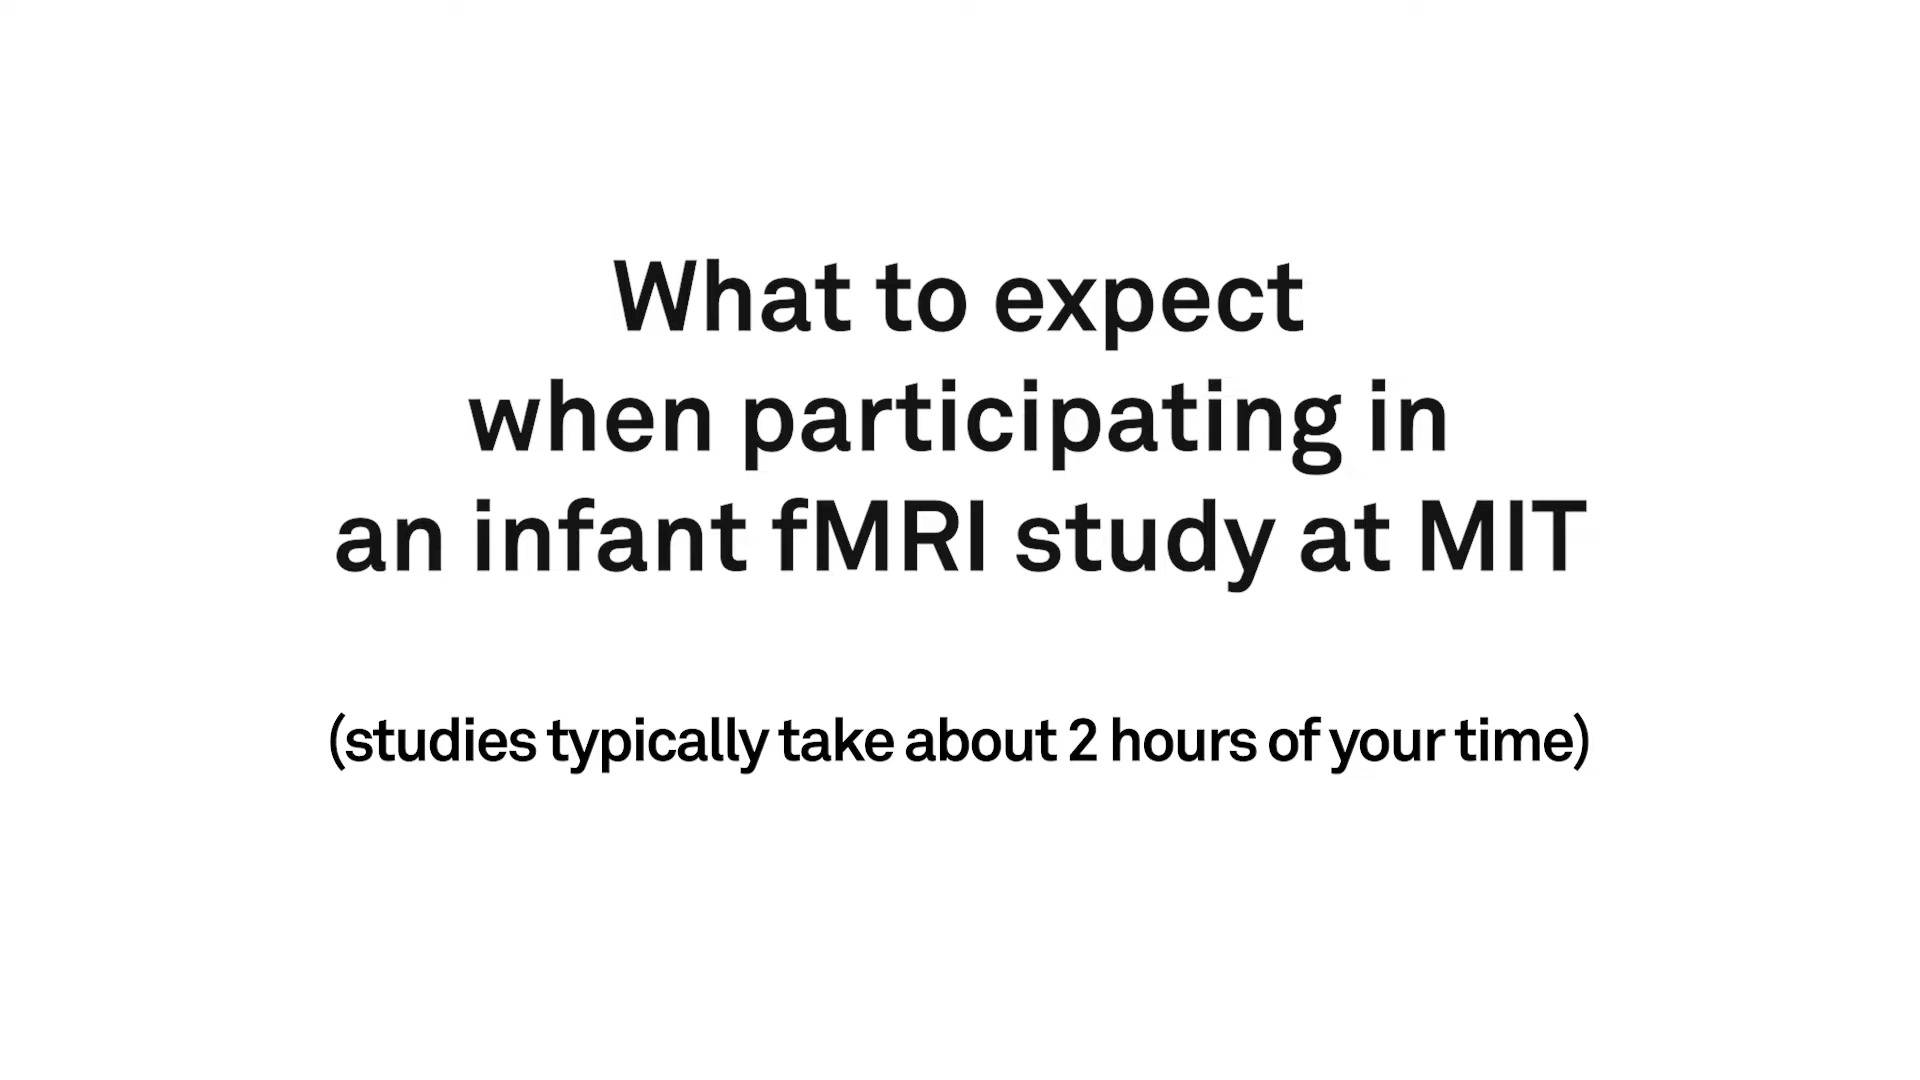 What to expect
when participating in
an infant fMRI study at MIT
(studies typically take about 2 hours of your time)